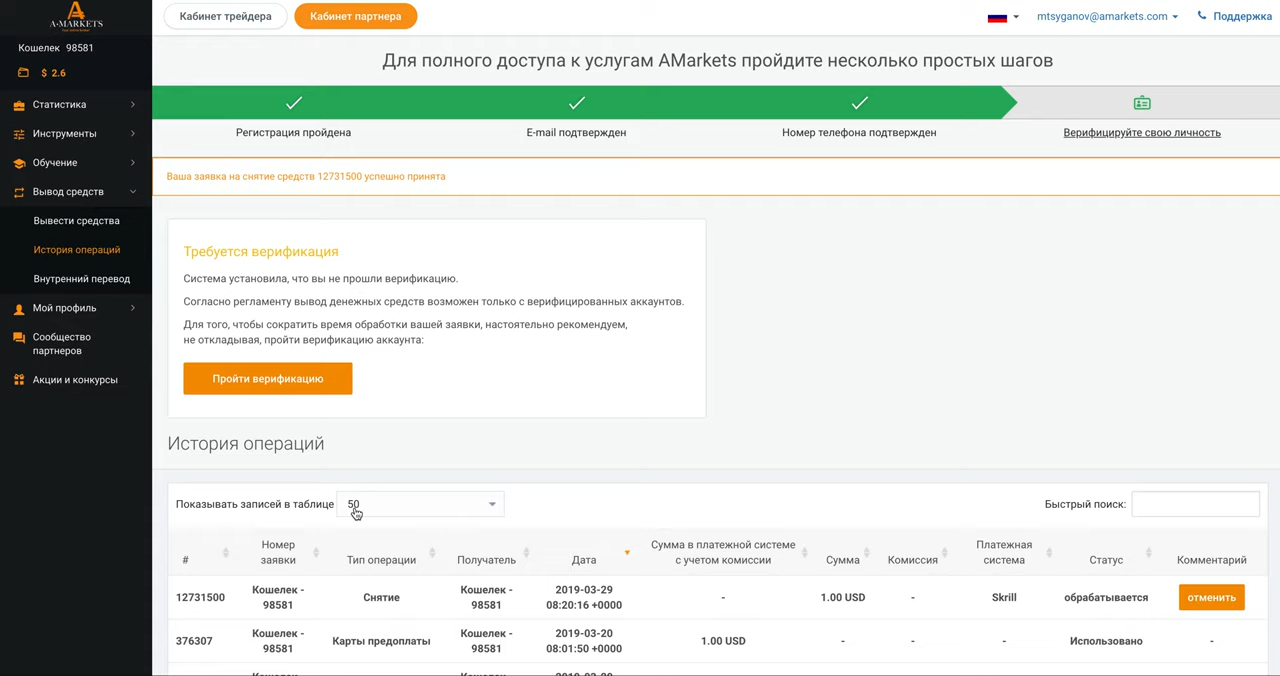 A·MARKETS
Кошелек 98581
$ 2.6
Статистика
Инструменты
Обучение
Вывод средств
Вывести средства
История операций
Внутренний перевод
Мой профиль
Сообщество
партнеров
Акции и конкурсы
Кабинет трейдера
Кабинет партнера
mtsyganov@amarkets.com
Поддержка
Для полного доступа к услугам AMarkets пройдите несколько простых шагов
Регистрация пройдена
E-mail подтвержден
Номер телефона подтвержден
Верифицируйте свою личность
Ваша заявка на снятие средств 12731500 успешно принята
Требуется верификация
Система установила, что вы не прошли верификацию.
Согласно регламенту вывод денежных средств возможен только с верифицированных аккаунтов.
Для того, чтобы сократить время обработки вашей заявки, настоятельно рекомендуем,
не откладывая, пройти верификацию аккаунта:
Пройти верификацию
История операций
Показывать записей в таблице 50
Быстрый поиск:
# Номер заявки Тип операции Получатель Дата Сумма в платежной системе с учетом комиссии Сумма Комиссия Платежная система Статус Комментарий
12731500 Кошелек - 98581 Снятие Кошелек - 98581 2019-03-29 08:20:16 +0000 - 1.00 USD - Skrill обрабатывается отменить
376307 Кошелек - 98581 Карты предоплаты Кошелек - 98581 2019-03-20 08:01:50 +0000 1.00 USD - - - Использовано -